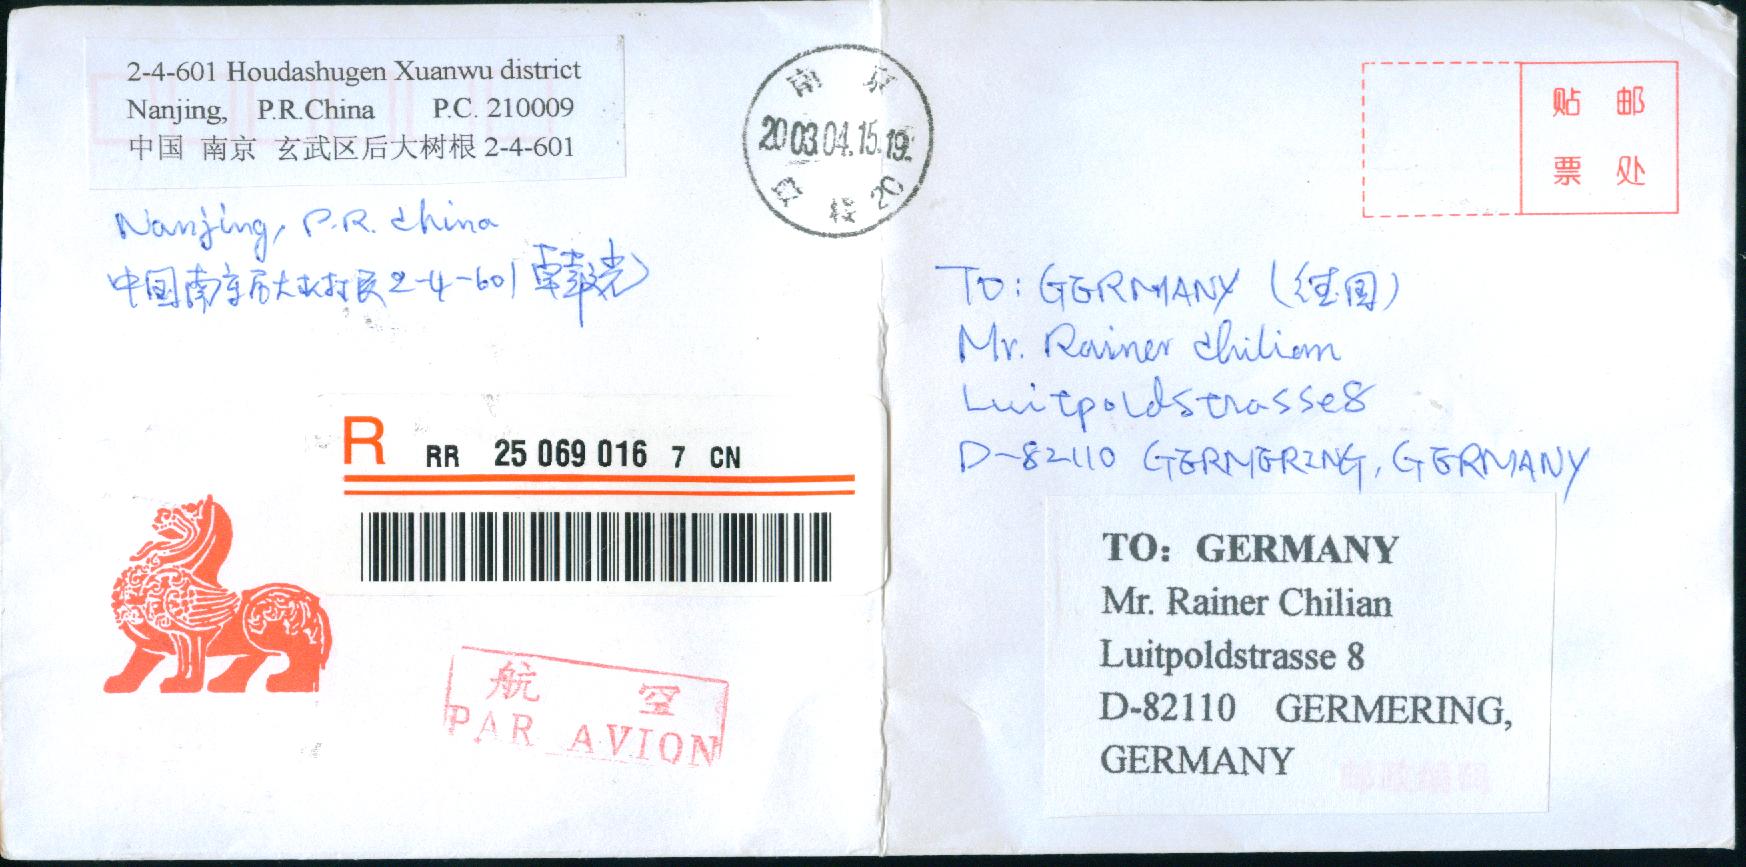 2-4-601 Houdashugen Xuanwu district
Nanjing, P.R.China P.C. 210009
中国 南京 玄武区后大树根 2-4-601
Nanjing, P.R. China
中国南京后大树根2-4-601
南京
2003.04.15.19
20
贴 邮
票 处
TO: GERMANY (德国)
Mr. Rainer Chilian
Luitpoldstrasse8
D-82110 GERMERING, GERMANY
R RR 25 069 016 7 CN
航 空
PAR AVION
TO: GERMANY
Mr. Rainer Chilian
Luitpoldstrasse 8
D-82110 GERMERING,
GERMANY